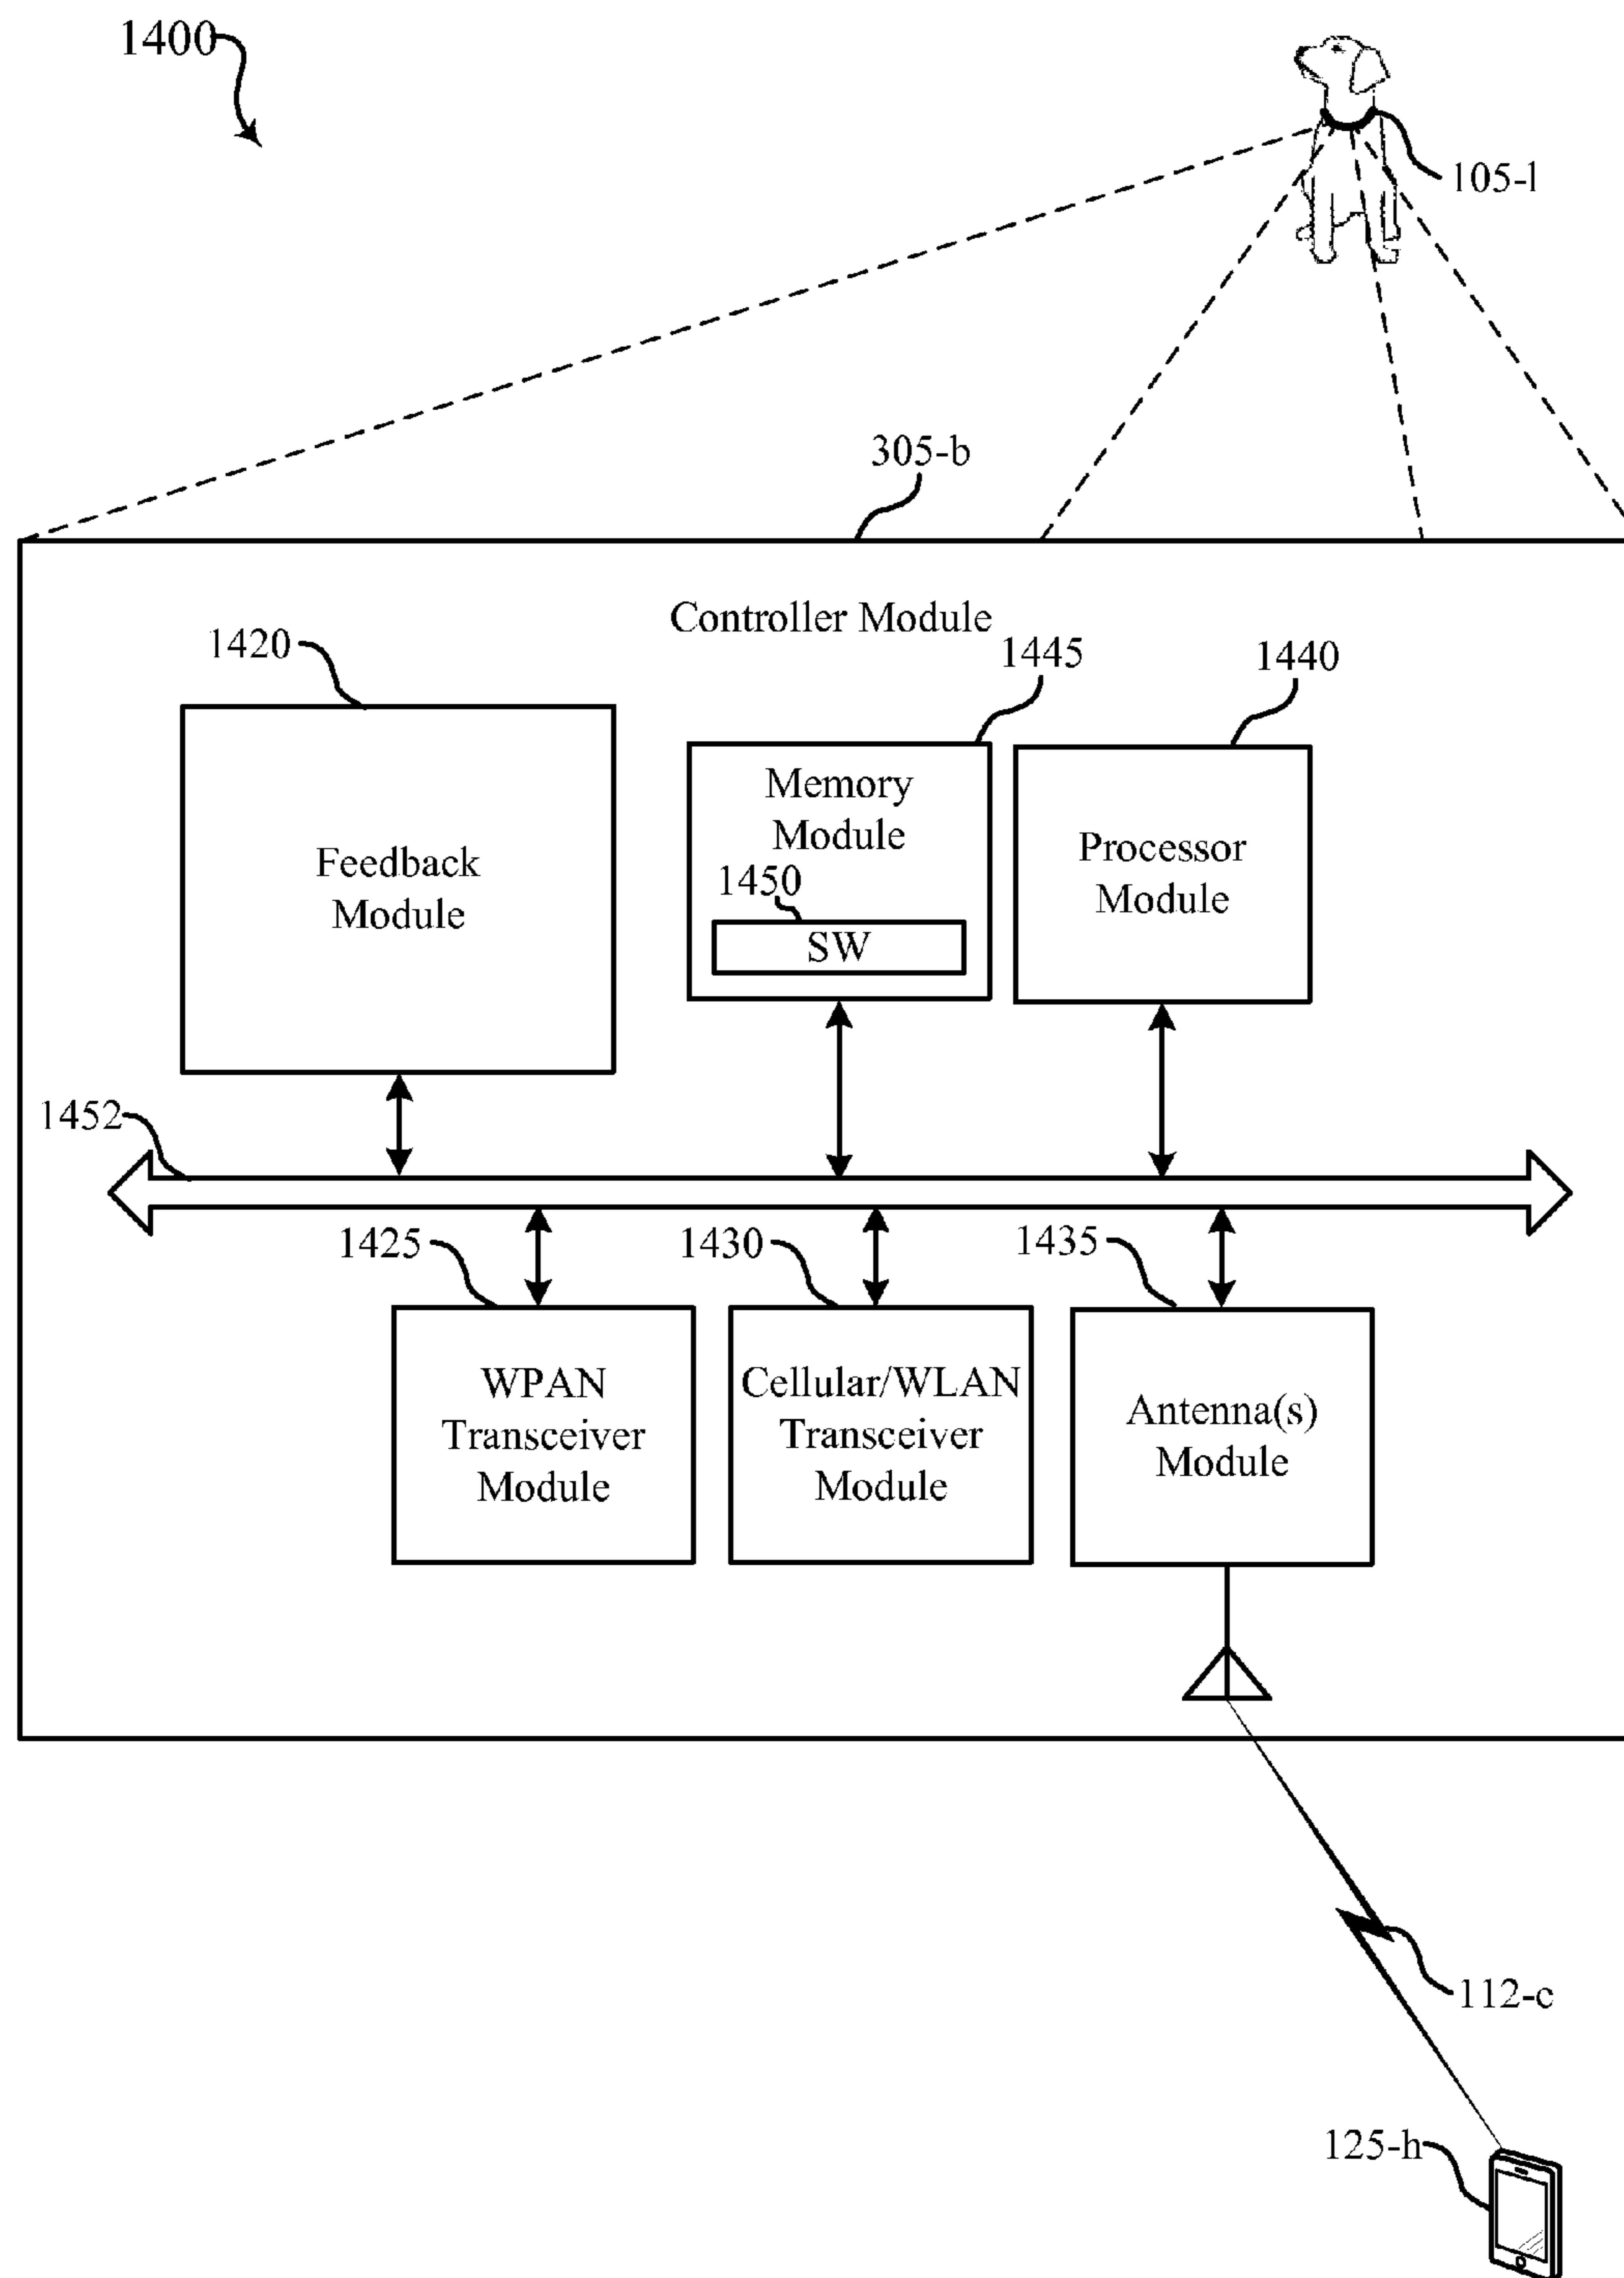 1400
105-l
305-b
Controller Module
1420
1445
1440
Feedback
Module
Memory
Module
1450
SW
Processor
Module
1452
1425
1430
1435
WPAN
Transceiver
Module
Cellular/WLAN
Transceiver
Module
Antenna(s)
Module
112-c
125-h